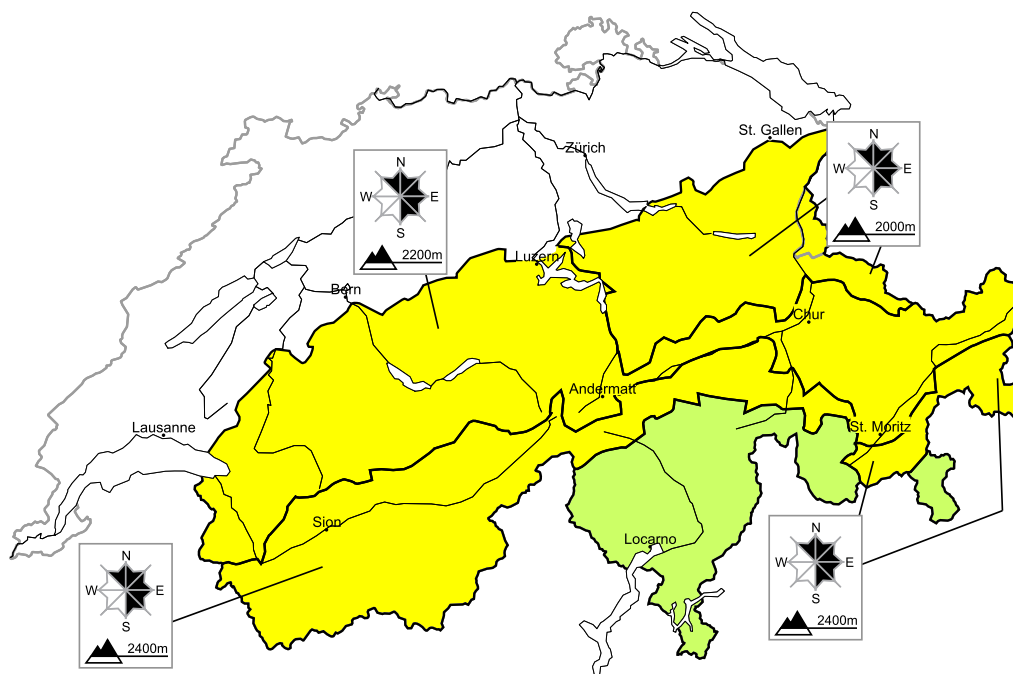 St. Gallen
Zürich
N
W E
S
2000m
N
W E
S
2200m
Luzern
Bern
Chur
Andermatt
Lausanne
St. Moritz
Sion
Locarno
N
W E
S
2400m
N
W E
S
2400m